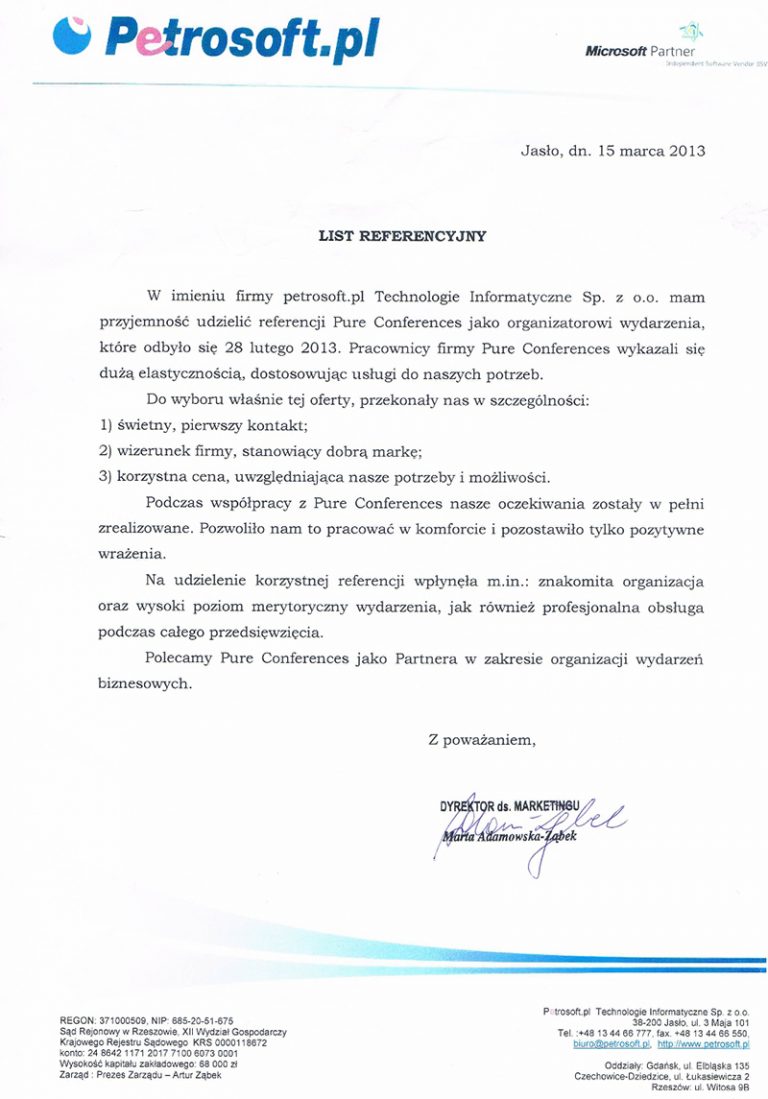 Petrosoft.pl
Microsoft Partner
Independent Software Vendor (ISV
Jasło, dn. 15 marca 2013
LIST REFERENCYJNY
W imieniu firmy petrosoft.pl Technologie Informatyczne Sp. z o.o. mam
przyjemność udzielić referencji Pure Conferences jako organizatorowi wydarzenia,
które odbyło się 28 lutego 2013. Pracownicy firmy Pure Conferences wykazali się
dużą elastycznością, dostosowując usługi do naszych potrzeb.
Do wyboru właśnie tej oferty, przekonały nas w szczególności:
1) świetny, pierwszy kontakt;
2) wizerunek firmy, stanowiący dobrą markę;
3) korzystna cena, uwzględniająca nasze potrzeby i możliwości.
Podczas współpracy z Pure Conferences nasze oczekiwania zostały w pełni
zrealizowane. Pozwoliło nam to pracować w komforcie i pozostawiło tylko pozytywne
wrażenia.
Na udzielenie korzystnej referencji wpłynęła m.in.: znakomita organizacja
oraz wysoki poziom merytoryczny wydarzenia, jak również profesjonalna obsługa
podczas całego przedsięwzięcia.
Polecamy Pure Conferences jako Partnera w zakresie organizacji wydarzeń
biznesowych.
Z poważaniem,
DYREKTOR ds. MARKETINGU
Marta Adamowska-Ząbek
REGON: 371000509, NIP: 685-20-51-675
Sąd Rejonowy w Rzeszowie, XII Wydział Gospodarczy
Krajowego Rejestru Sądowego KRS 0000118672
konto: 24 8642 1171 2017 7100 6073 0001
Wysokość kapitału zakładowego: 68 000 zł
Zarząd : Prezes Zarządu – Artur Ząbek
Petrosoft.pl Technologie Informatyczne Sp. z o.o.
38-200 Jasło, ul. 3 Maja 101
Tel. :+48 13 44 66 777, fax. +48 13 44 66 550,
biuro@petrosoft.pl, http://www.petrosoft.pl
Oddziały: Gdańsk, ul. Elbląska 135
Czechowice-Dziedzice, ul. Łukasiewicza 2
Rzeszów: ul. Witosa 9B